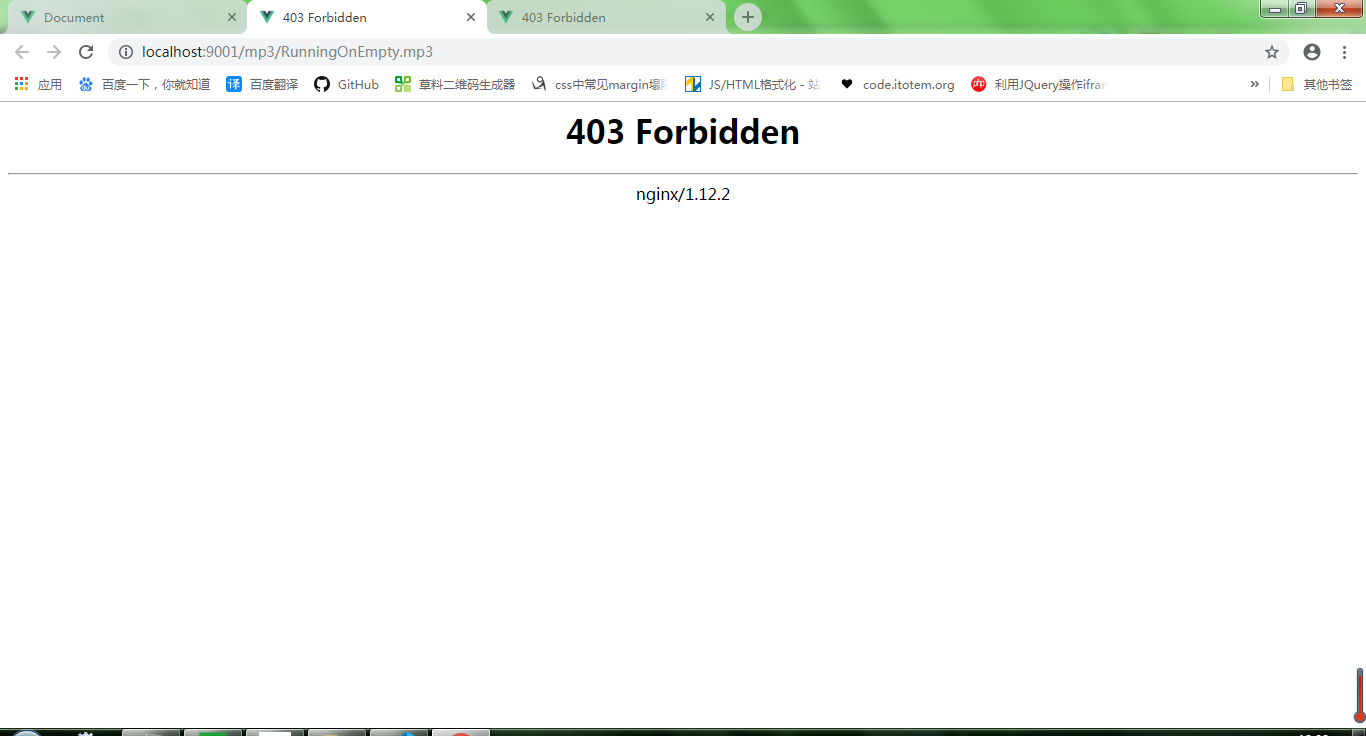 Document
403 Forbidden
403 Forbidden
localhost:9001/mp3/RunningOnEmpty.mp3
应用
百度一下，你就知道
译
百度翻译
GitHub
草料二维码生成器
css中常见margin塌
JS/HTML格式化 - 站
code.itotem.org
php
利用JQuery操作ifran
»
其他书签
403 Forbidden
nginx/1.12.2